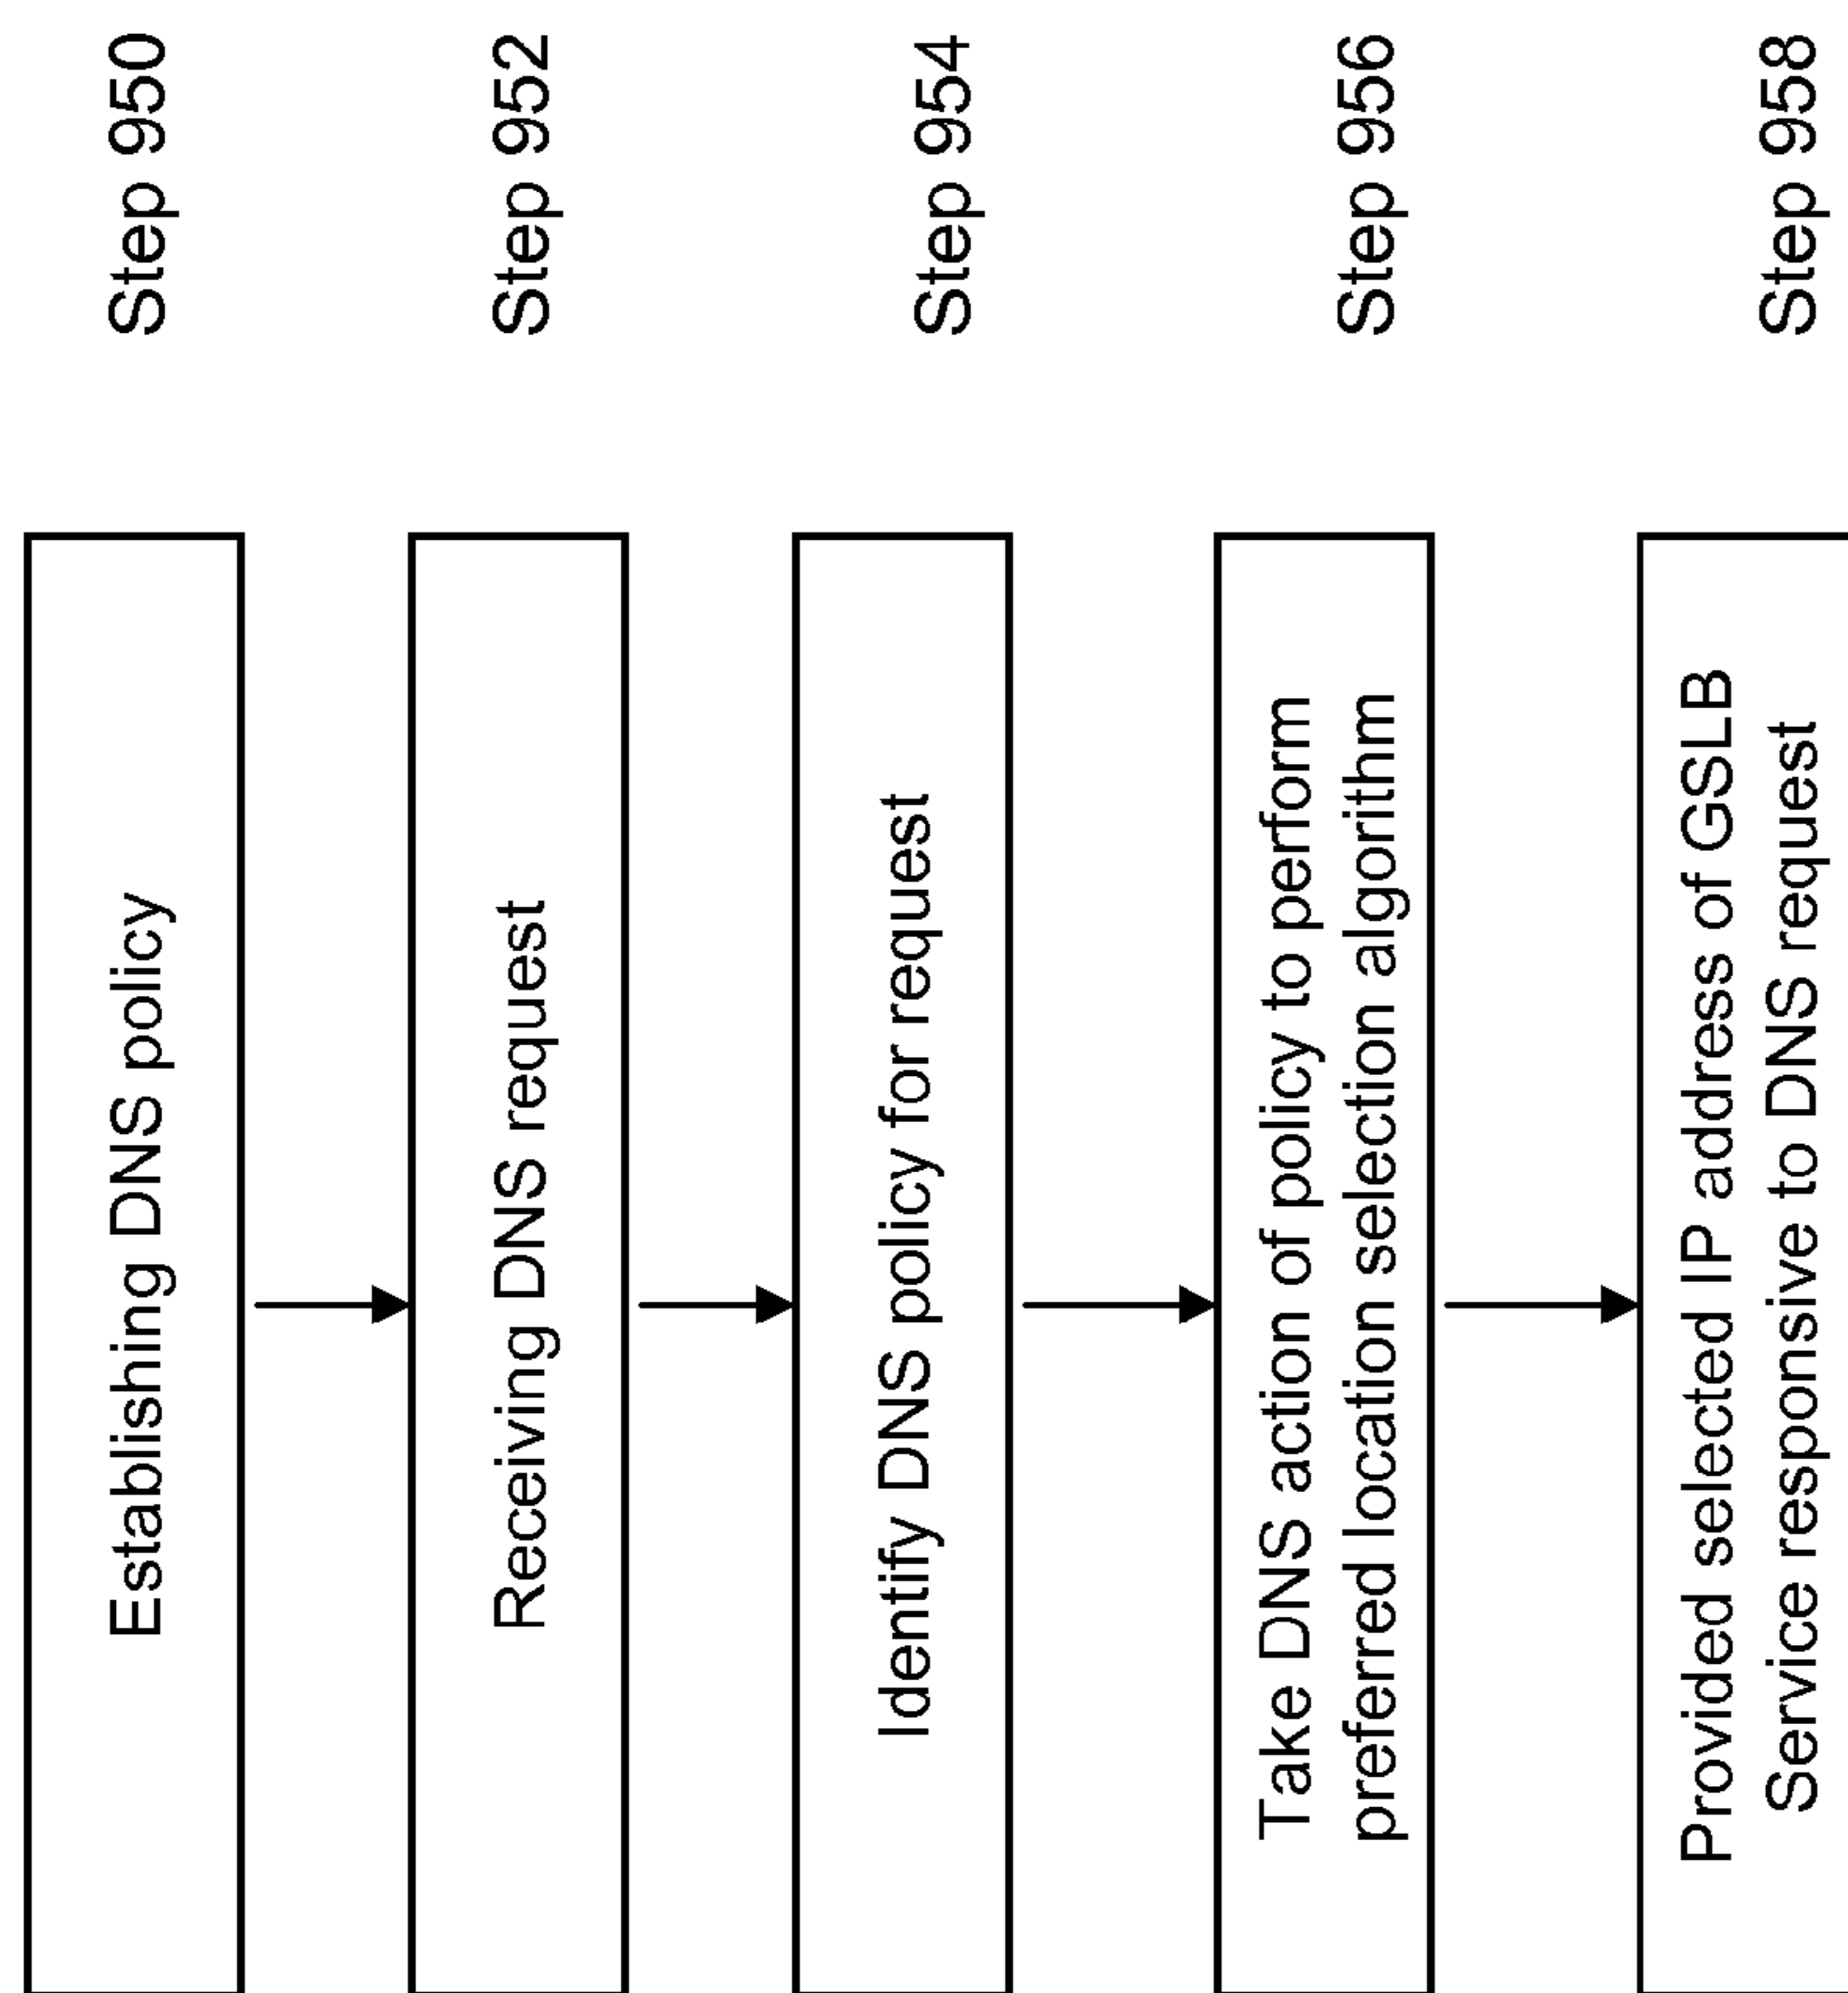 Establishing DNS policy
Step 950
Receiving DNS request
Step 952
Identify DNS policy for request
Step 954
Take DNS action of policy to perform
preferred location selection algorithm
Step 956
Provided selected IP address of GSLB
Service responsive to DNS request
Step 958